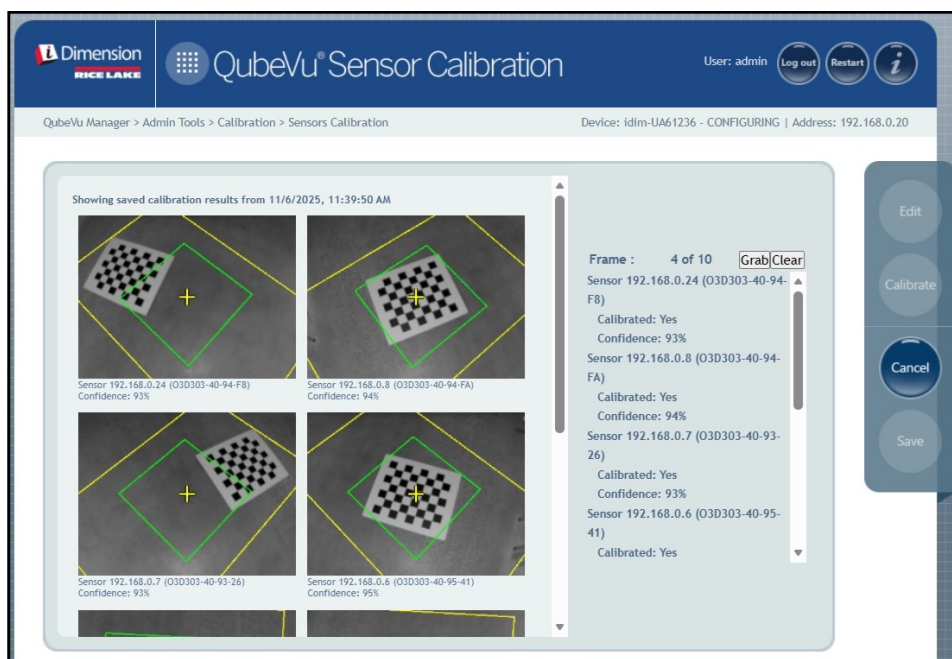 iDimension
RICE LAKE
QubeVu® Sensor Calibration
User: admin
Log out
Restart
i
QubeVu Manager > Admin Tools > Calibration > Sensors Calibration
Device: idim-UA61236 - CONFIGURING | Address: 192.168.0.20
Showing saved calibration results from 11/6/2025, 11:39:50 AM
Sensor 192.168.0.24 (O3D303-40-94-F8)
Confidence: 93%
Sensor 192.168.0.8 (O3D303-40-94-FA)
Confidence: 94%
Sensor 192.168.0.7 (O3D303-40-93-26)
Confidence: 93%
Sensor 192.168.0.6 (O3D303-40-95-41)
Confidence: 95%
Frame : 4 of 10 Grab Clear
Sensor 192.168.0.24 (O3D303-40-94-
F8)
Calibrated: Yes
Confidence: 93%
Sensor 192.168.0.8 (O3D303-40-94-
FA)
Calibrated: Yes
Confidence: 94%
Sensor 192.168.0.7 (O3D303-40-93-
26)
Calibrated: Yes
Confidence: 93%
Sensor 192.168.0.6 (O3D303-40-95-
41)
Calibrated: Yes
Edit
Calibrate
Cancel
Save